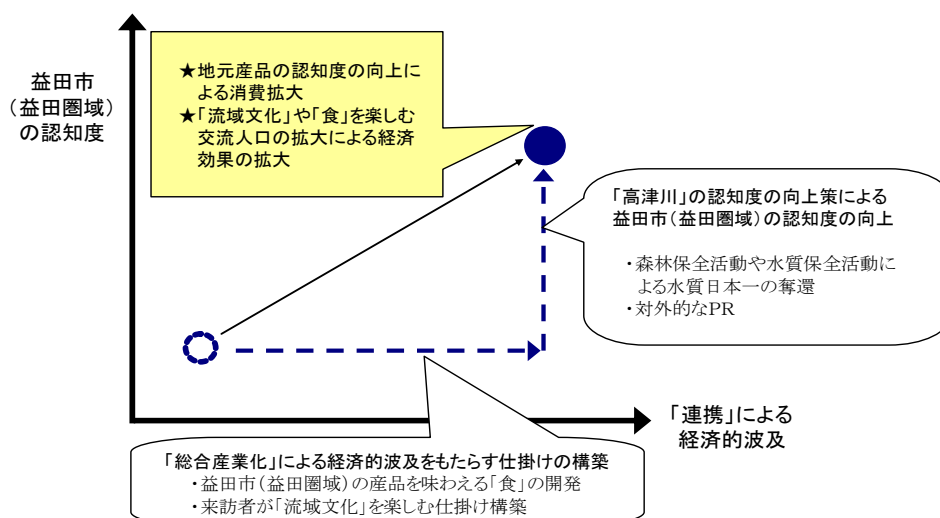 益田市
(益田圏域)
の認知度
★地元産品の認知度の向上に
よる消費拡大
★「流域文化」や「食」を楽しむ
交流人口の拡大による経済
効果の拡大
「高津川」の認知度の向上策による
益田市(益田圏域)の認知度の向上
・森林保全活動や水質保全活動に
よる水質日本一の奪還
・対外的なPR
「連携」による
経済的波及
「総合産業化」による経済的波及をもたらす仕掛けの構築
・益田市(益田圏域)の産品を味わえる「食」の開発
・来訪者が「流域文化」を楽しむ仕掛け構築